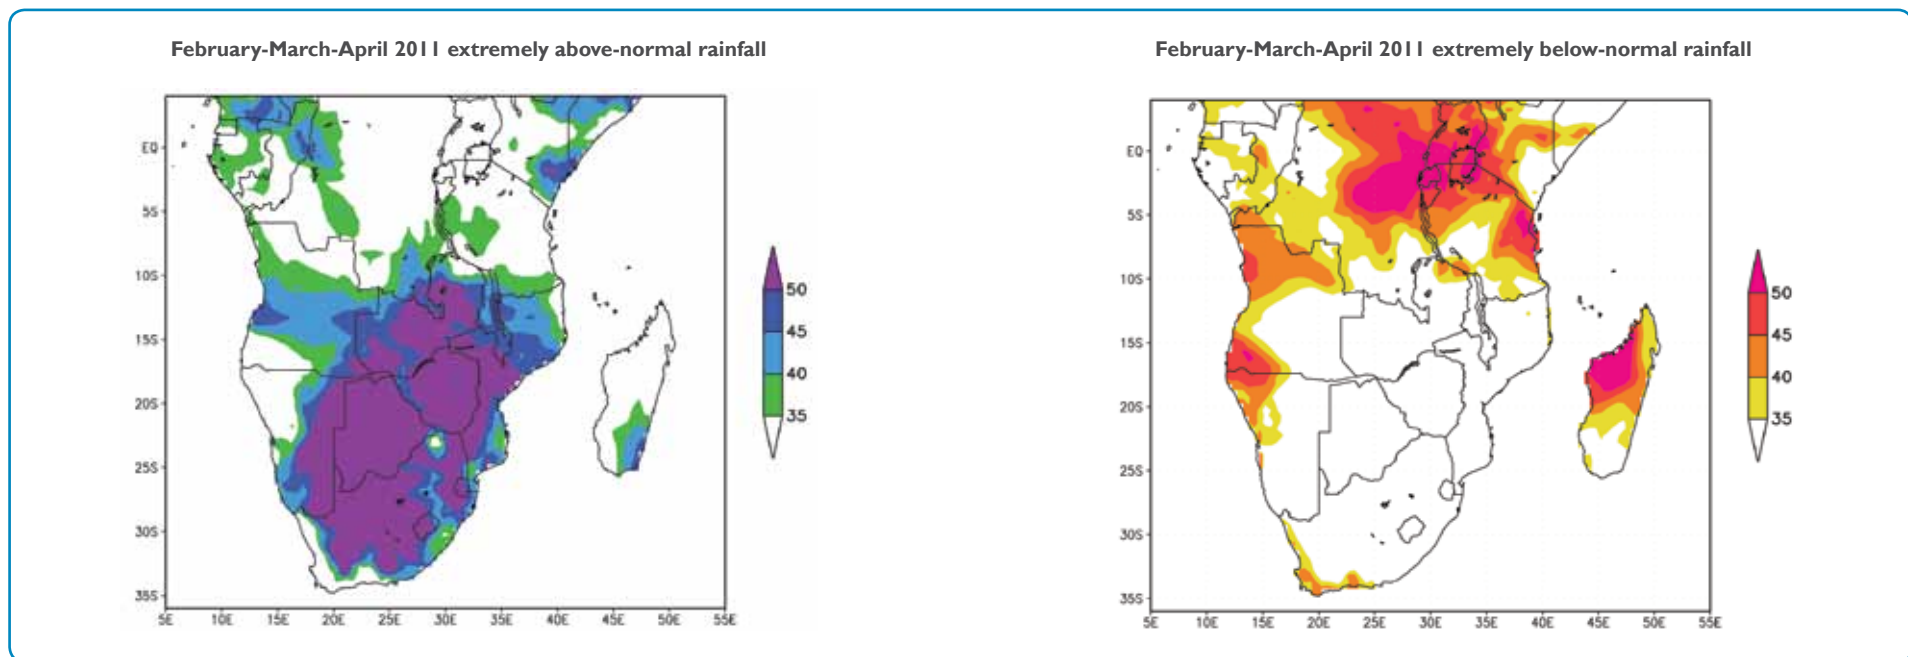 February-March-April 2011 extremely above-normal rainfall
EQ
5S
10S
15S
20S
25S
30S
35S
5E 10E 15E 20E 25E 30E 35E 40E 45E 50E 55E
50
45
40
35
February-March-April 2011 extremely below-normal rainfall
EQ
5S
10S
15S
20S
25S
30S
35S
5E 10E 15E 20E 25E 30E 35E 40E 45E 50E 55E
50
45
40
35